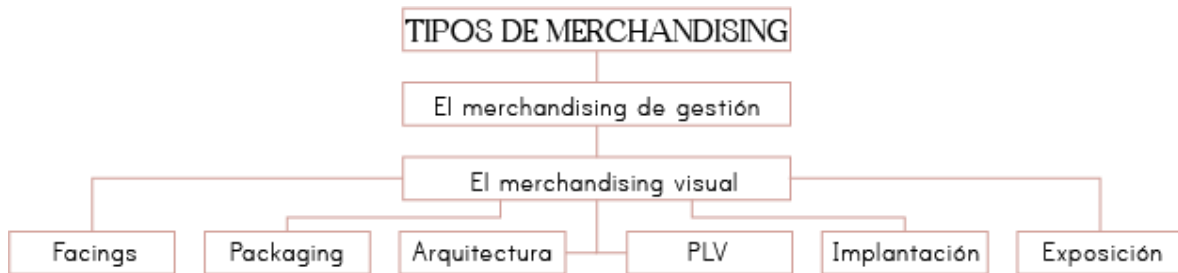 TIPOS DE MERCHANDISING
El merchandising de gestión
El merchandising visual
Facings
Packaging
Arquitectura
PLV
Implantación
Exposición